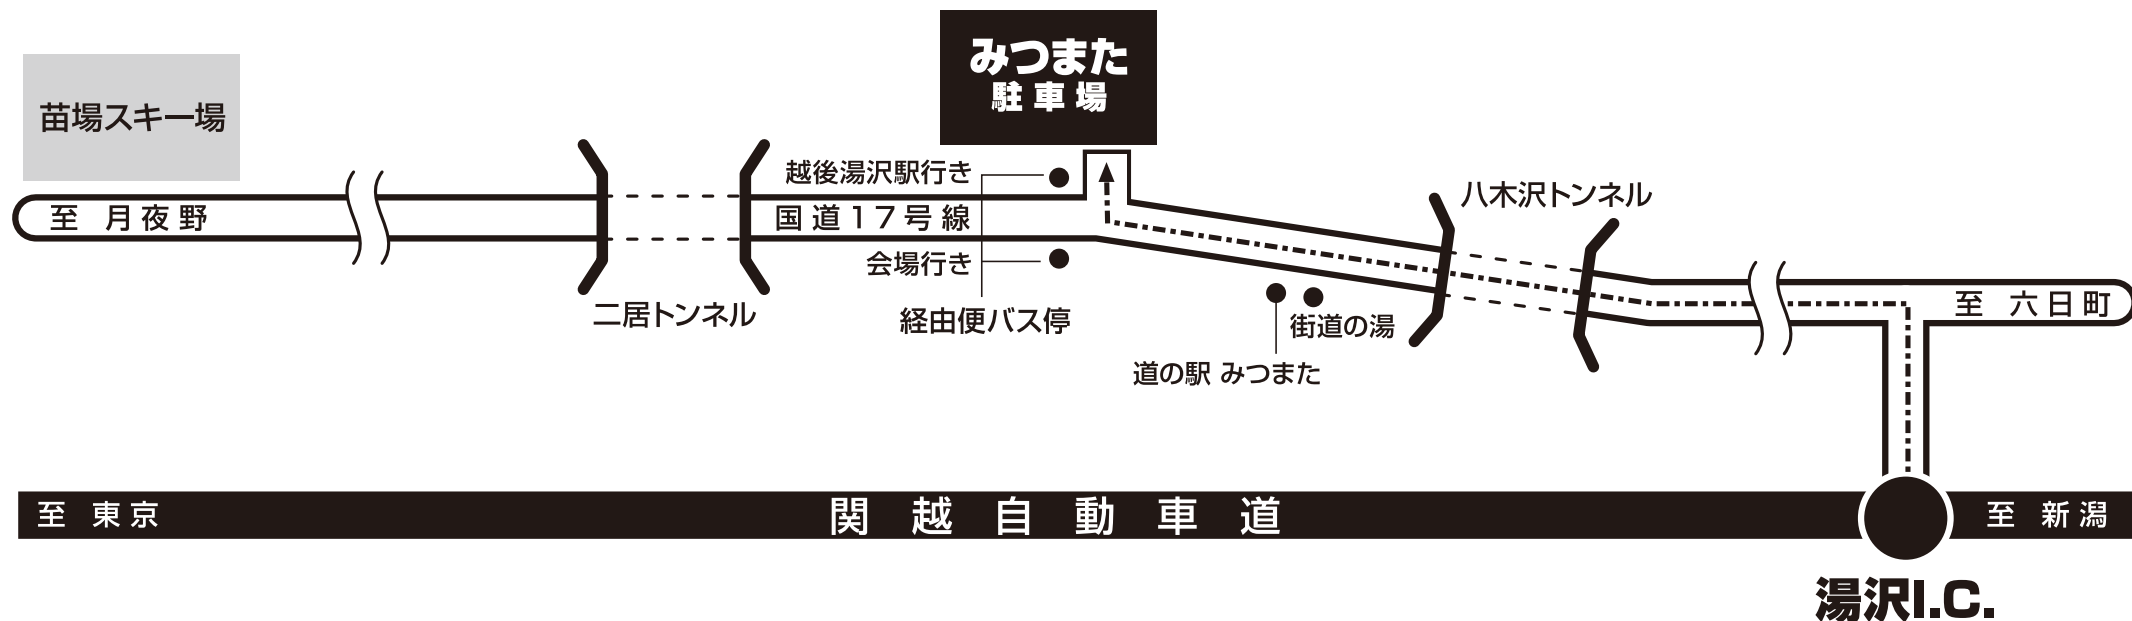 みつまた
駐車場
苗場スキー場
越後湯沢駅行き
八木沢トンネル
至 月夜野
国道17号線
会場行き
二居トンネル
経由便バス停
街道の湯
至 六日町
道の駅 みつまた
至 東京
関越自動車道
至 新潟
湯沢I.C.